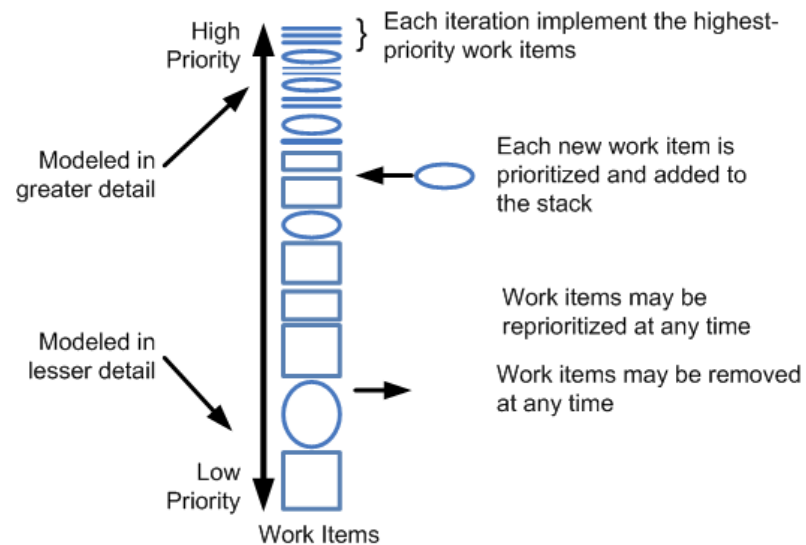 High
Priority
Each iteration implement the highest-
priority work items
Modeled in
greater detail
Each new work item is
prioritized and added to
the stack
Work items may be
reprioritized at any time
Modeled in
lesser detail
Work items may be removed
at any time
Low
Priority
Work Items